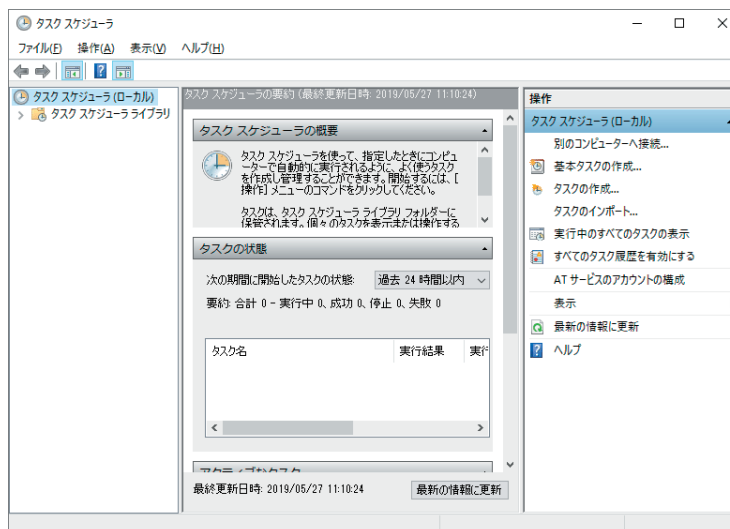 タスク スケジューラ
ファイル(F) 操作(A) 表示(V) ヘルプ(H)
タスク スケジューラ (ローカル)
タスク スケジューラ ライブラリ
タスク スケジューラの要約 (最終更新日時: 2019/05/27 11:10:24)
タスク スケジューラの概要
タスク スケジューラを使って、指定したときにコンピュ
ーターで自動的に実行されるように、よく使うタスク
を作成し管理することができます。開始するには、[
操作] メニューのコマンドをクリックしてください。
タスクは、タスク スケジューラ ライブラリ フォルダーに
保管されます。個々のタスクを表示または操作する
タスクの状態
次の期間に開始したタスクの状態: 過去 24 時間以内
要約: 合計 0 - 実行中 0、成功 0、停止 0、失敗 0
タスク名 実行結果 実行
アクティブなタスク
最終更新日時: 2019/05/27 11:10:24 最新の情報に更新
操作
タスク スケジューラ (ローカル)
別のコンピューターへ接続...
基本タスクの作成...
タスクの作成...
タスクのインポート...
実行中のすべてのタスクの表示
すべてのタスク履歴を有効にする
AT サービスのアカウントの構成
表示
最新の情報に更新
ヘルプ